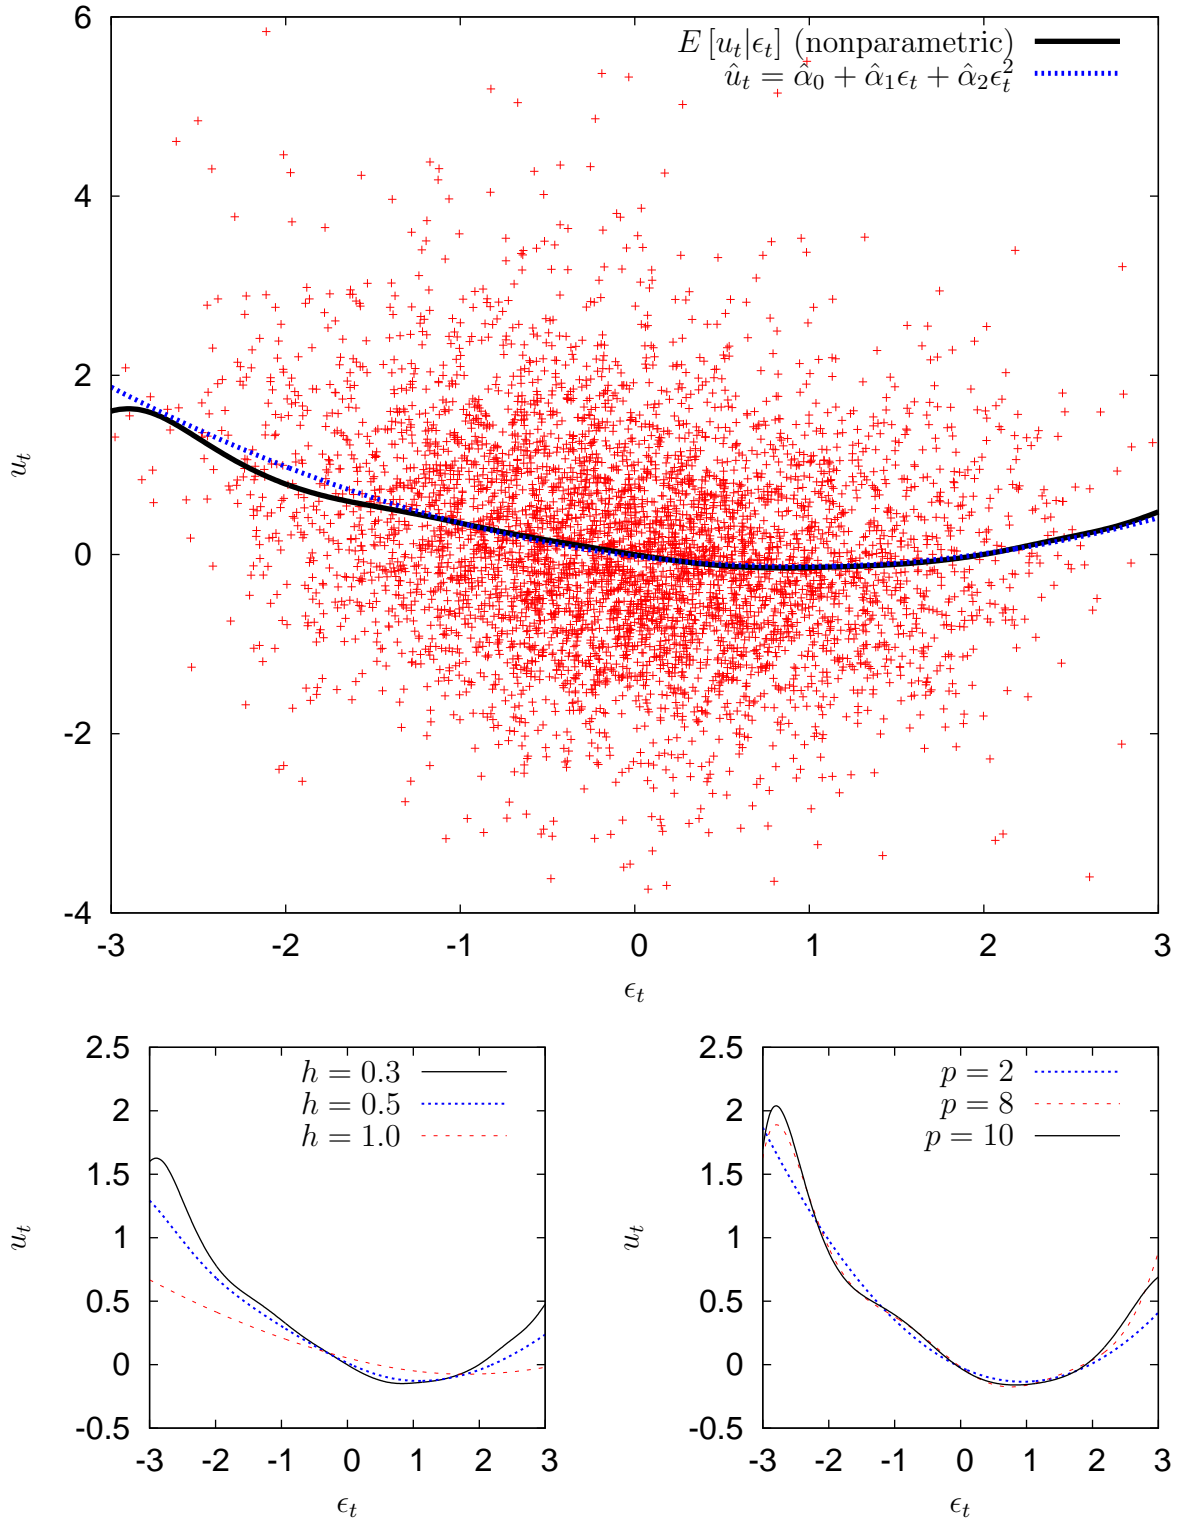 6
E [u_t|ϵ_t] (nonparametric)
û_t = α̂_0 + α̂_1ϵ_t + α̂_2ϵ_t^2
4
2
0
-2
-4
u_t
-3 -2 -1 0 1 2 3
ϵ_t
2.5
2
1.5
1
0.5
0
-0.5
u_t
h = 0.3
h = 0.5
h = 1.0
-3 -2 -1 0 1 2 3
ϵ_t
2.5
2
1.5
1
0.5
0
-0.5
u_t
p = 2
p = 8
p = 10
-3 -2 -1 0 1 2 3
ϵ_t